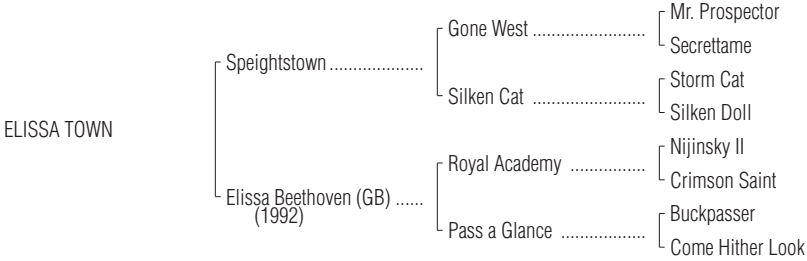 Mr. Prospector
Gone West ........................
Secrettame
Speightstown ....................
Storm Cat
Silken Cat ........................
Silken Doll
ELISSA TOWN
Nijinsky II
Royal Academy ................
Crimson Saint
Elissa Beethoven (GB) ......
(1992)
Buckpasser
Pass a Glance ..................
Come Hither Look